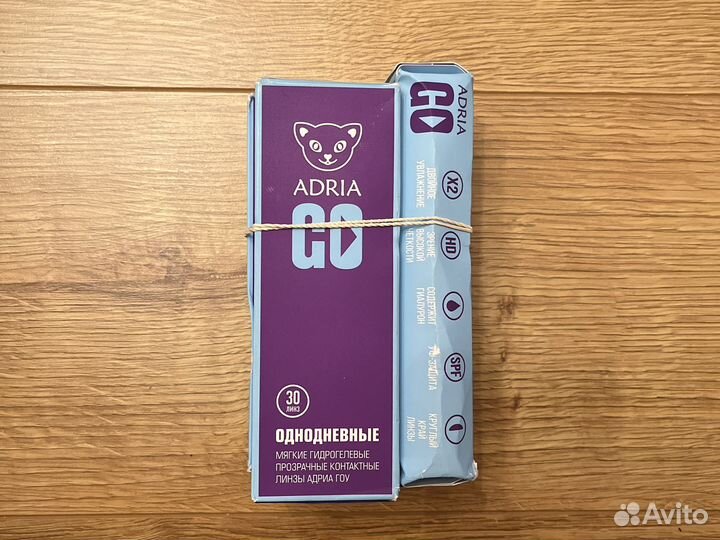 ADRIA
GO
30
ЛИНЗ
ОДНОДНЕВНЫЕ
МЯГКИЕ ГИДРОГЕЛЕВЫЕ
ПРОЗРАЧНЫЕ КОНТАКТНЫЕ
ЛИНЗЫ АДРИА ГОУ
ADRIA
GO
X2
ДВОЙНОЕ
УВЛАЖНЕНИЕ
HD
ЗРЕНИЕ
ВЫСОКОЙ
ЧЕТКОСТИ
СОДЕРЖИТ
ГИАЛУРОН
SPF
УФ-ЗАЩИТА
КРУГЛЫЙ
КРАЙ
ЛИНЗЫ
Avito